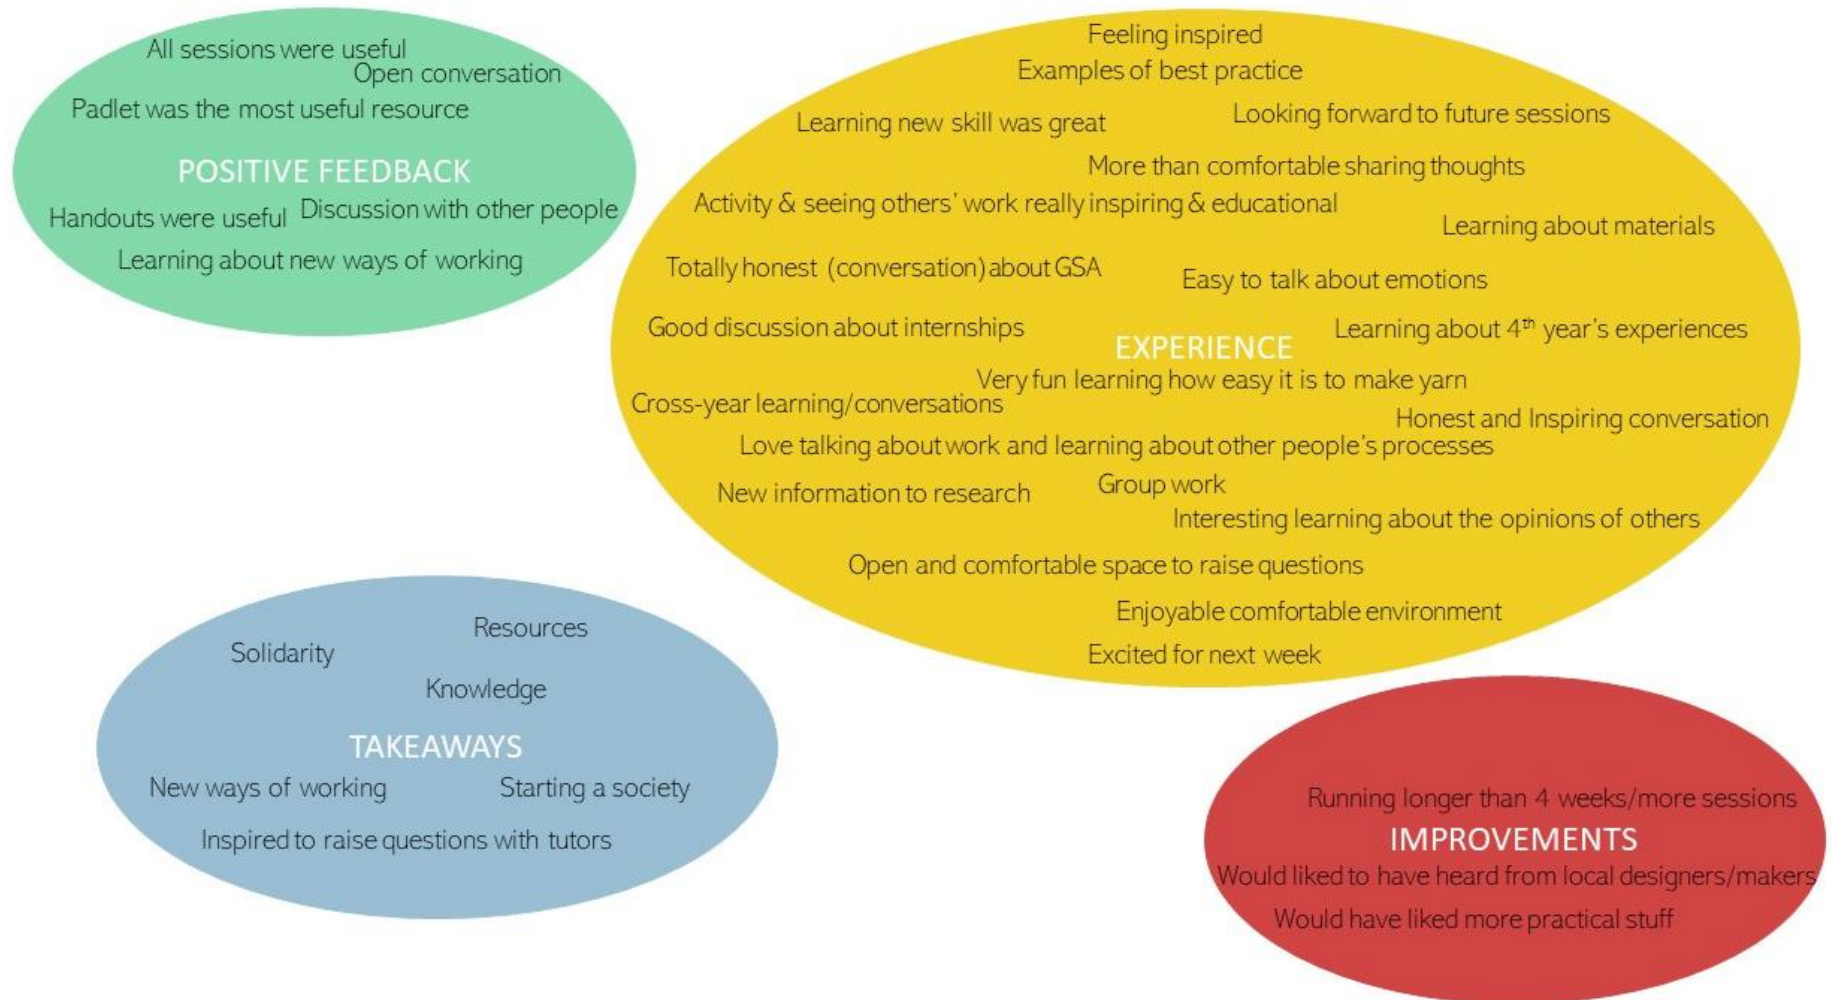 All sessions were useful
Open conversation
Padlet was the most useful resource
POSITIVE FEEDBACK
Handouts were useful
Discussion with other people
Learning about new ways of working
Feeling inspired
Examples of best practice
Learning new skill was great
Looking forward to future sessions
More than comfortable sharing thoughts
Activity & seeing others' work really inspiring & educational
Learning about materials
Totally honest (conversation) about GSA
Easy to talk about emotions
Good discussion about internships
Learning about 4th year's experiences
EXPERIENCE
Very fun learning how easy it is to make yarn
Cross-year learning/conversations
Honest and Inspiring conversation
Love talking about work and learning about other people's processes
New information to research
Group work
Interesting learning about the opinions of others
Open and comfortable space to raise questions
Enjoyable comfortable environment
Excited for next week
Resources
Solidarity
Knowledge
TAKEAWAYS
New ways of working
Starting a society
Inspired to raise questions with tutors
Running longer than 4 weeks/more sessions
IMPROVEMENTS
Would liked to have heard from local designers/makers
Would have liked more practical stuff